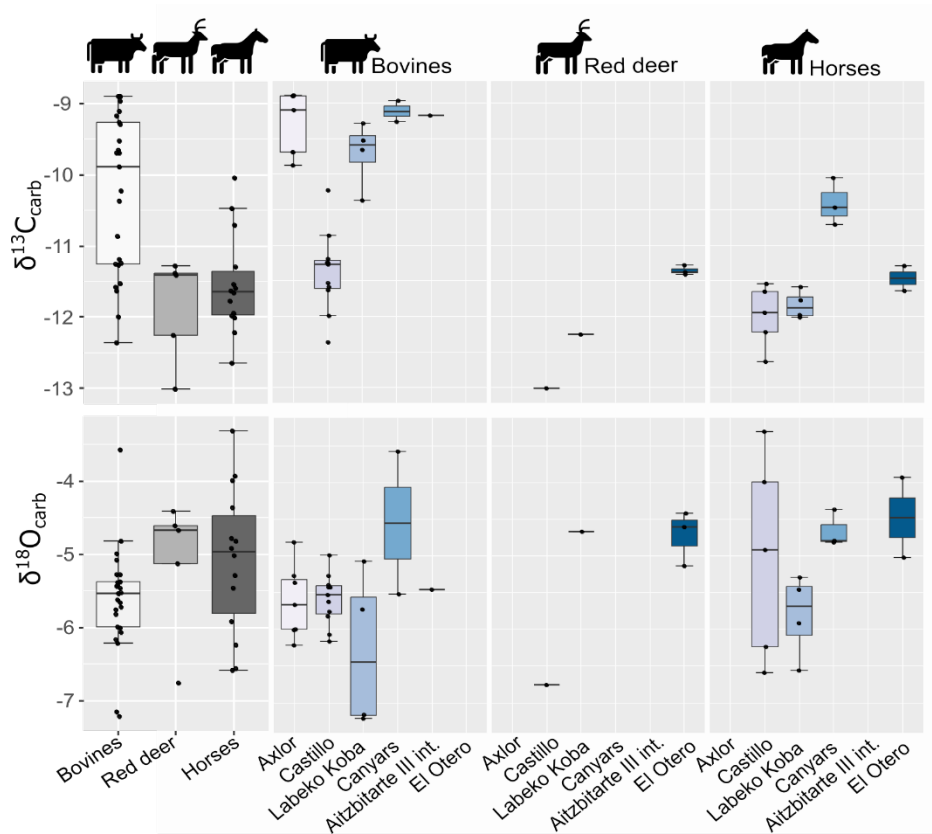 Bovines
Red deer
Horses
δ13Ccarb
-9
-10
-11
-12
-13
δ18Ocarb
-4
-5
-6
-7
Bovines
Red deer
Horses
Axlor
Castillo
Labeko Koba
Canyars
Aitzbitarte III int.
El Otero
Axlor
Castillo
Labeko Koba
Canyars
Aitzbitarte III int.
El Otero
Axlor
Castillo
Labeko Koba
Canyars
Aitzbitarte III int.
El Otero